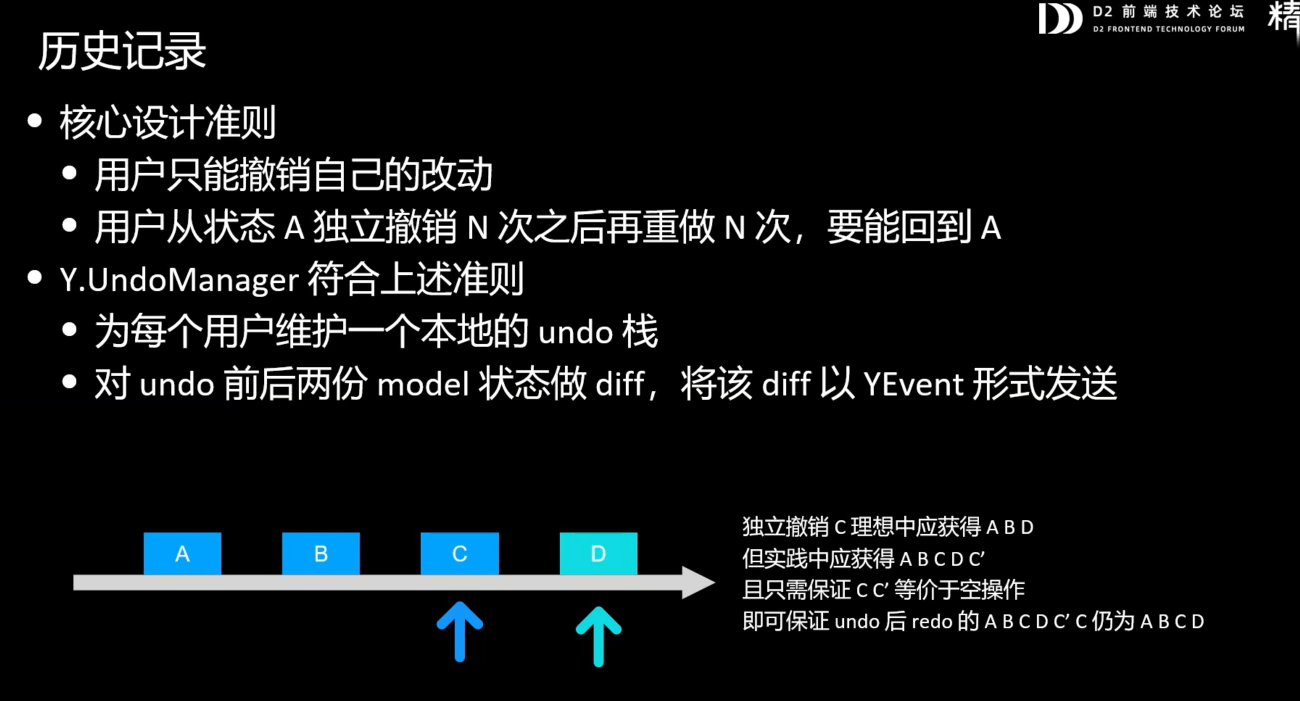 D2 前端技术论坛
D2 FRONTEND TECHNOLOGY FORUM
精
历史记录
核心设计准则
用户只能撤销自己的改动
用户从状态 A 独立撤销 N 次之后再重做 N 次，要能回到 A
Y.UndoManager 符合上述准则
为每个用户维护一个本地的 undo 栈
对 undo 前后两份 model 状态做 diff，将该 diff 以 YEvent 形式发送
A B C D
独立撤销 C 理想中应获得 A B D
但实践中应获得 A B C D C’
且只需保证 C C’ 等价于空操作
即可保证 undo 后 redo 的 A B C D C’ C 仍为 A B C D